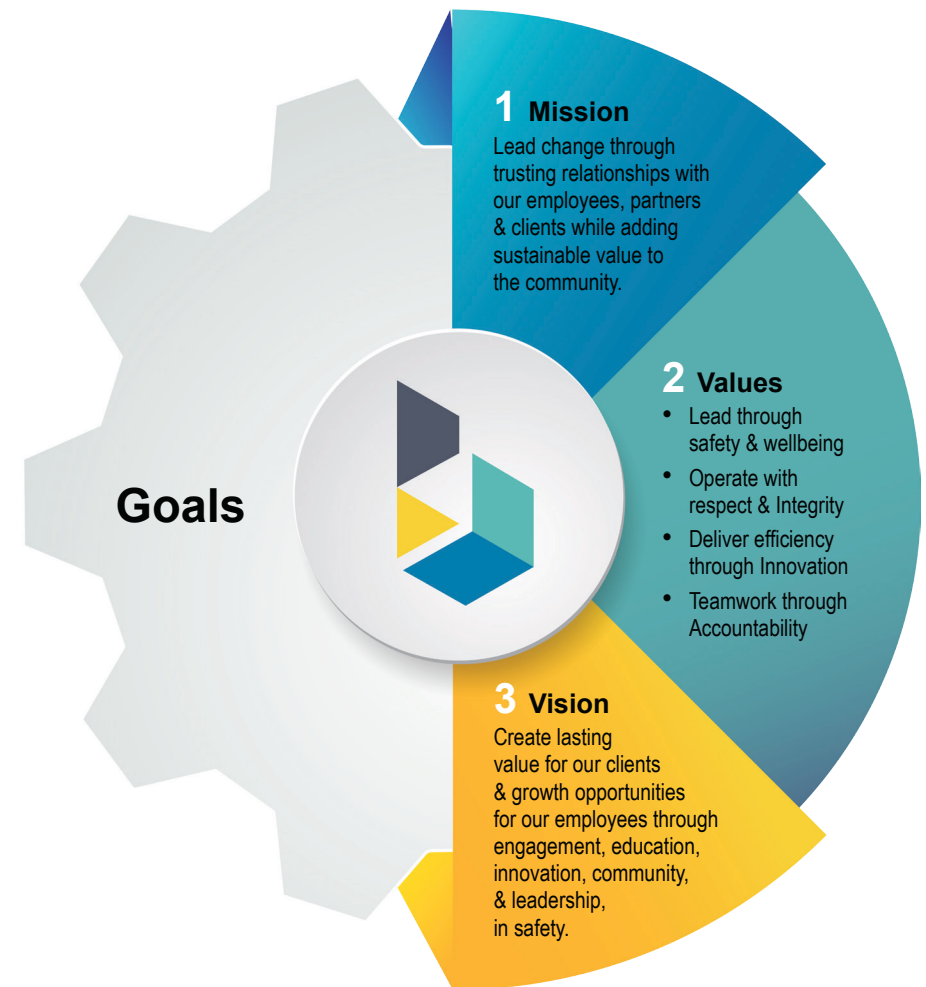 Goals
1 Mission
Lead change through
trusting relationships with
our employees, partners
& clients while adding
sustainable value to
the community.
2 Values
• Lead through
safety & wellbeing
• Operate with
respect & Integrity
• Deliver efficiency
through Innovation
• Teamwork through
Accountability
3 Vision
Create lasting
value for our clients
& growth opportunities
for our employees through
engagement, education,
innovation, community,
& leadership,
in safety.